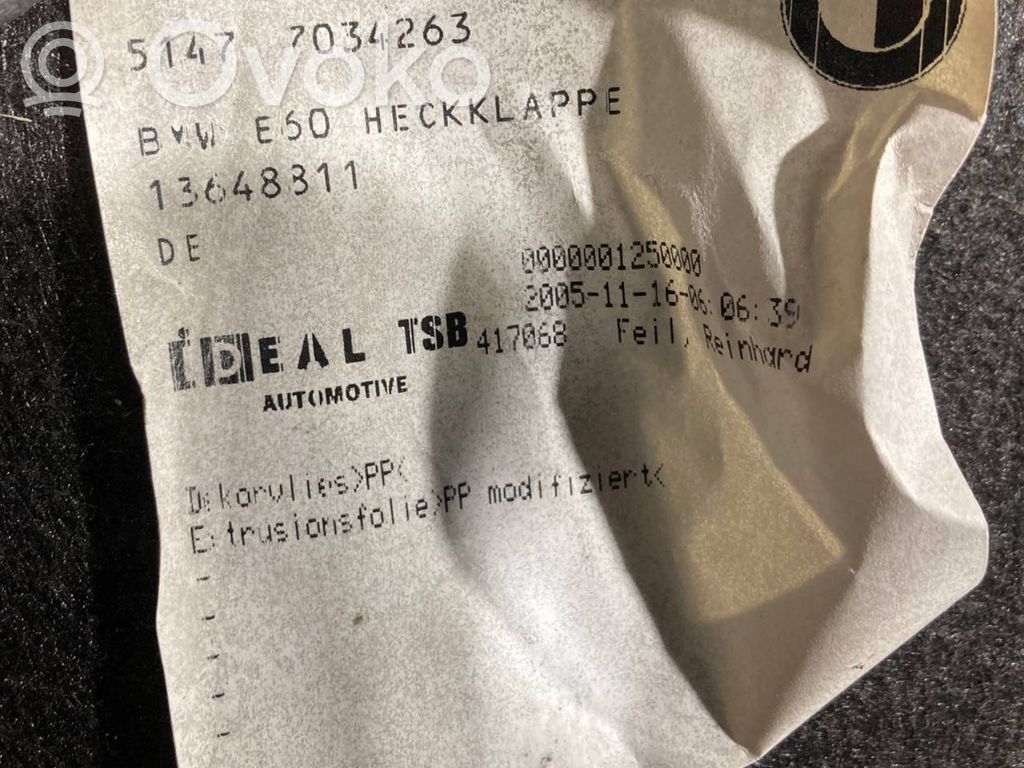 5147 7034263
BMW E60 HECKKLAPPE
13648311
DE
0000001250000
2005-11-16-06:06:39
IDEAL TSB 417068 Feil, Reinhard
AUTOMOTIVE
Dekorvlies>PP<
Extrusionsfolie>PP modifiziert<
-
-
-
-
-
Ovoko
R